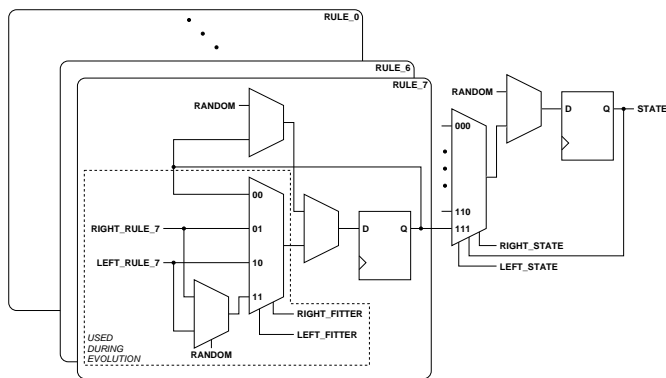 RULE_0
RULE_6
RULE_7
RANDOM
RANDOM
D Q
STATE
000
110
111
RIGHT_STATE
LEFT_STATE
00
RIGHT_RULE_7
01
LEFT_RULE_7
10
11
D Q
RIGHT_FITTER
LEFT_FITTER
USED
DURING
EVOLUTION
RANDOM